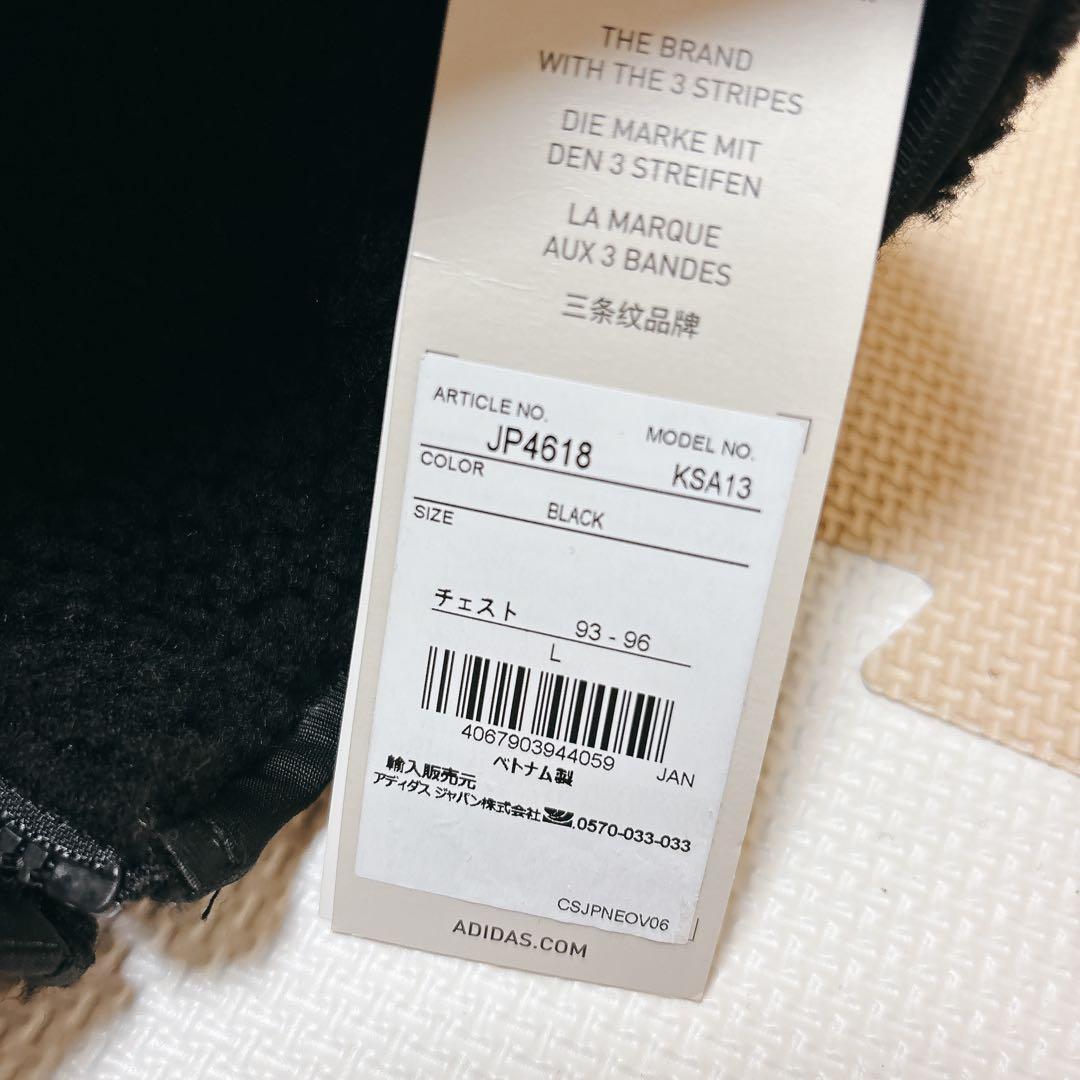 THE BRAND
WITH THE 3 STRIPES
DIE MARKE MIT
DEN 3 STREIFEN
LA MARQUE
AUX 3 BANDES
三条纹品牌
ARTICLE NO.
MODEL NO.
JP4618
KSA13
COLOR
BLACK
SIZE
チェスト 93 - 96
L
4067903944059
JAN
ベトナム製
輸入販売元
アディダス ジャパン株式会社 .0570-033-033
CSJPNEOV06
ADIDAS.COM